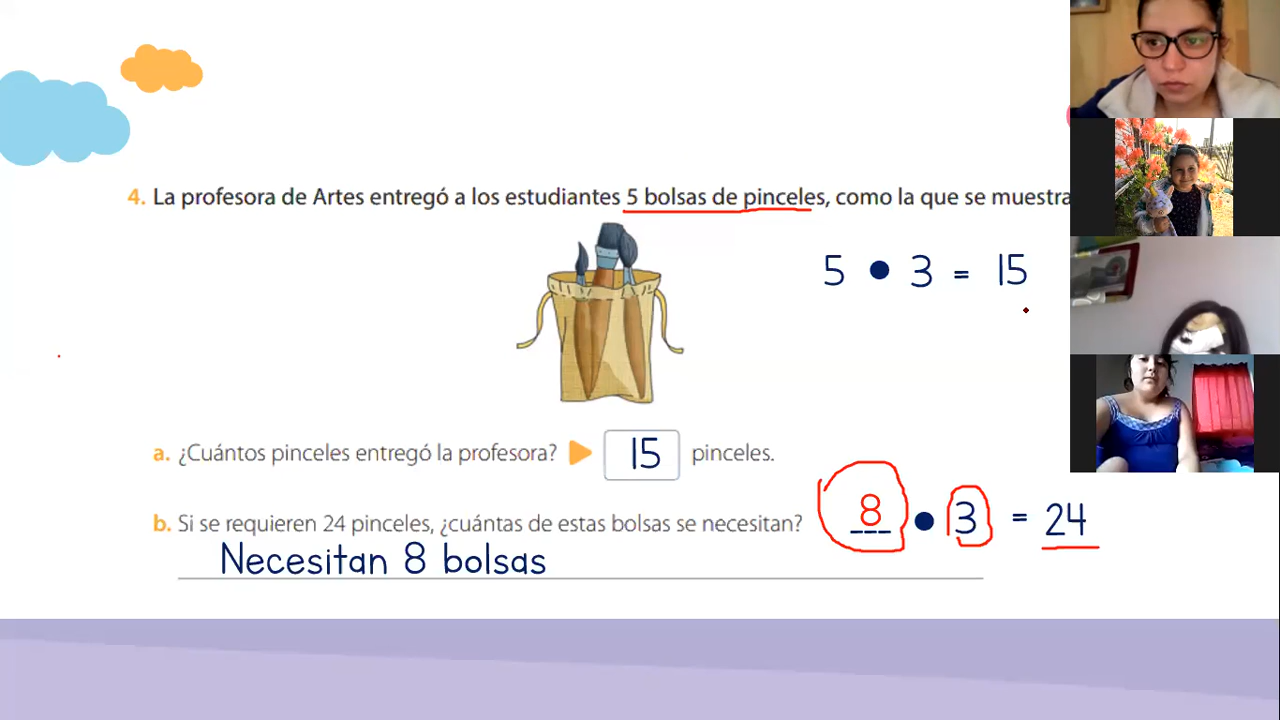 4. La profesora de Artes entregó a los estudiantes 5 bolsas de pinceles, como la que se muestra
5 • 3 = 15
a. ¿Cuántos pinceles entregó la profesora? 15 pinceles.
b. Si se requieren 24 pinceles, ¿cuántas de estas bolsas se necesitan?
8 • 3 = 24
Necesitan 8 bolsas